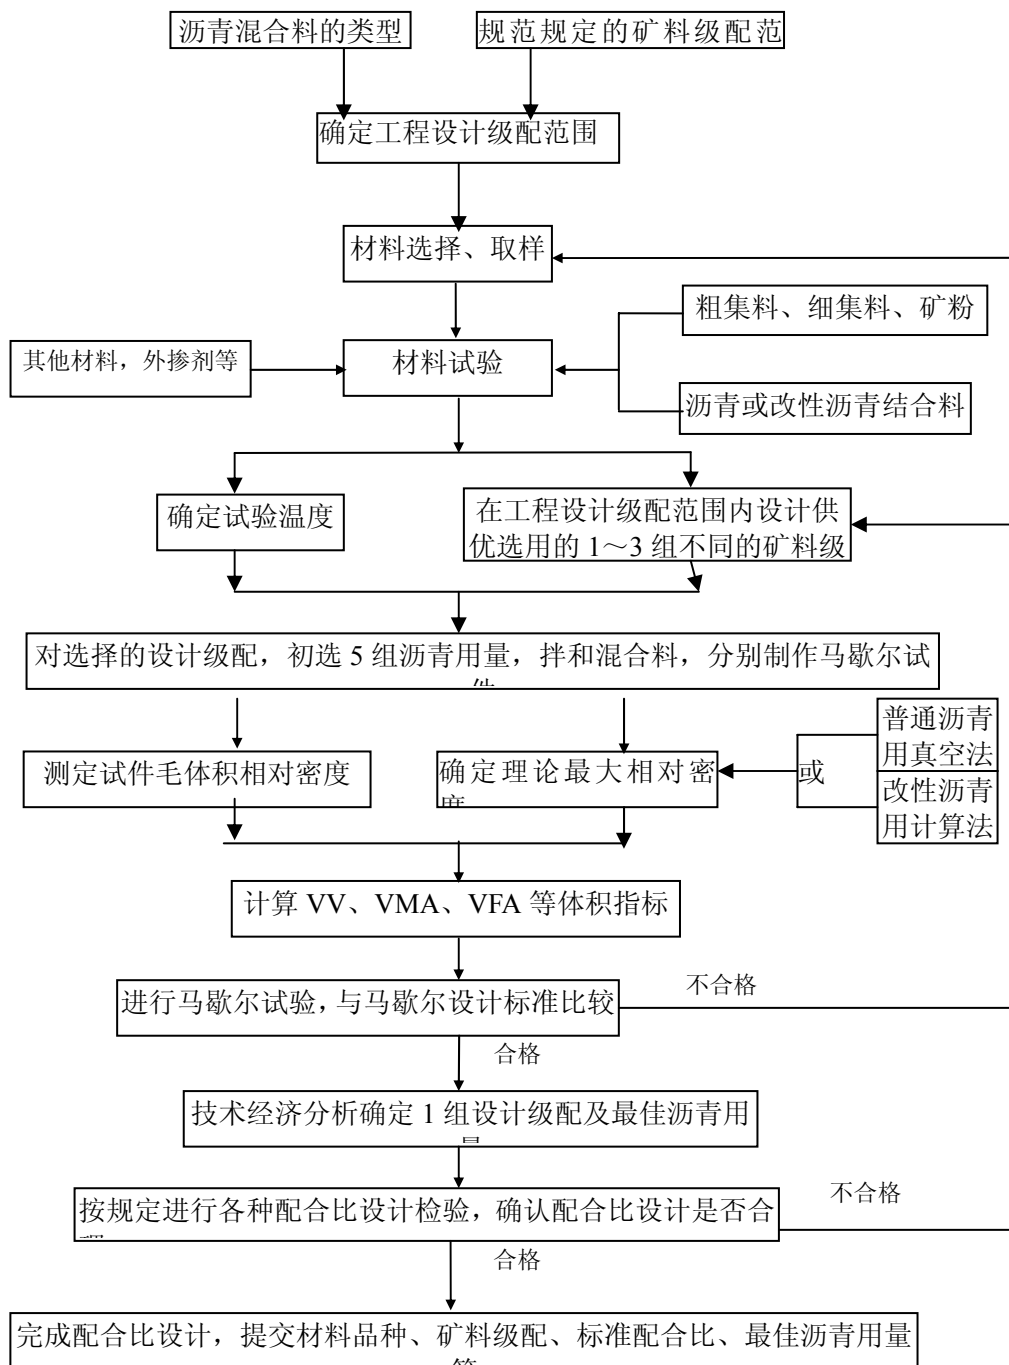 沥青混合料的类型
规范规定的矿料级配范
确定工程设计级配范围
材料选择、取样
粗集料、细集料、矿粉
其他材料，外掺剂等
材料试验
沥青或改性沥青结合料
确定试验温度
在工程设计级配范围内设计供
优选用的 1～3 组不同的矿料级
对选择的设计级配，初选 5 组沥青用量，拌和混合料，分别制作马歇尔试
普通沥青
用真空法
测定试件毛体积相对密度
确定理论最大相对密
或
改性沥青
用计算法
计算 VV、VMA、VFA 等体积指标
进行马歇尔试验，与马歇尔设计标准比较
不合格
合格
技术经济分析确定 1 组设计级配及最佳沥青用
按规定进行各种配合比设计检验，确认配合比设计是否合
不合格
合格
完成配合比设计，提交材料品种、矿料级配、标准配合比、最佳沥青用量